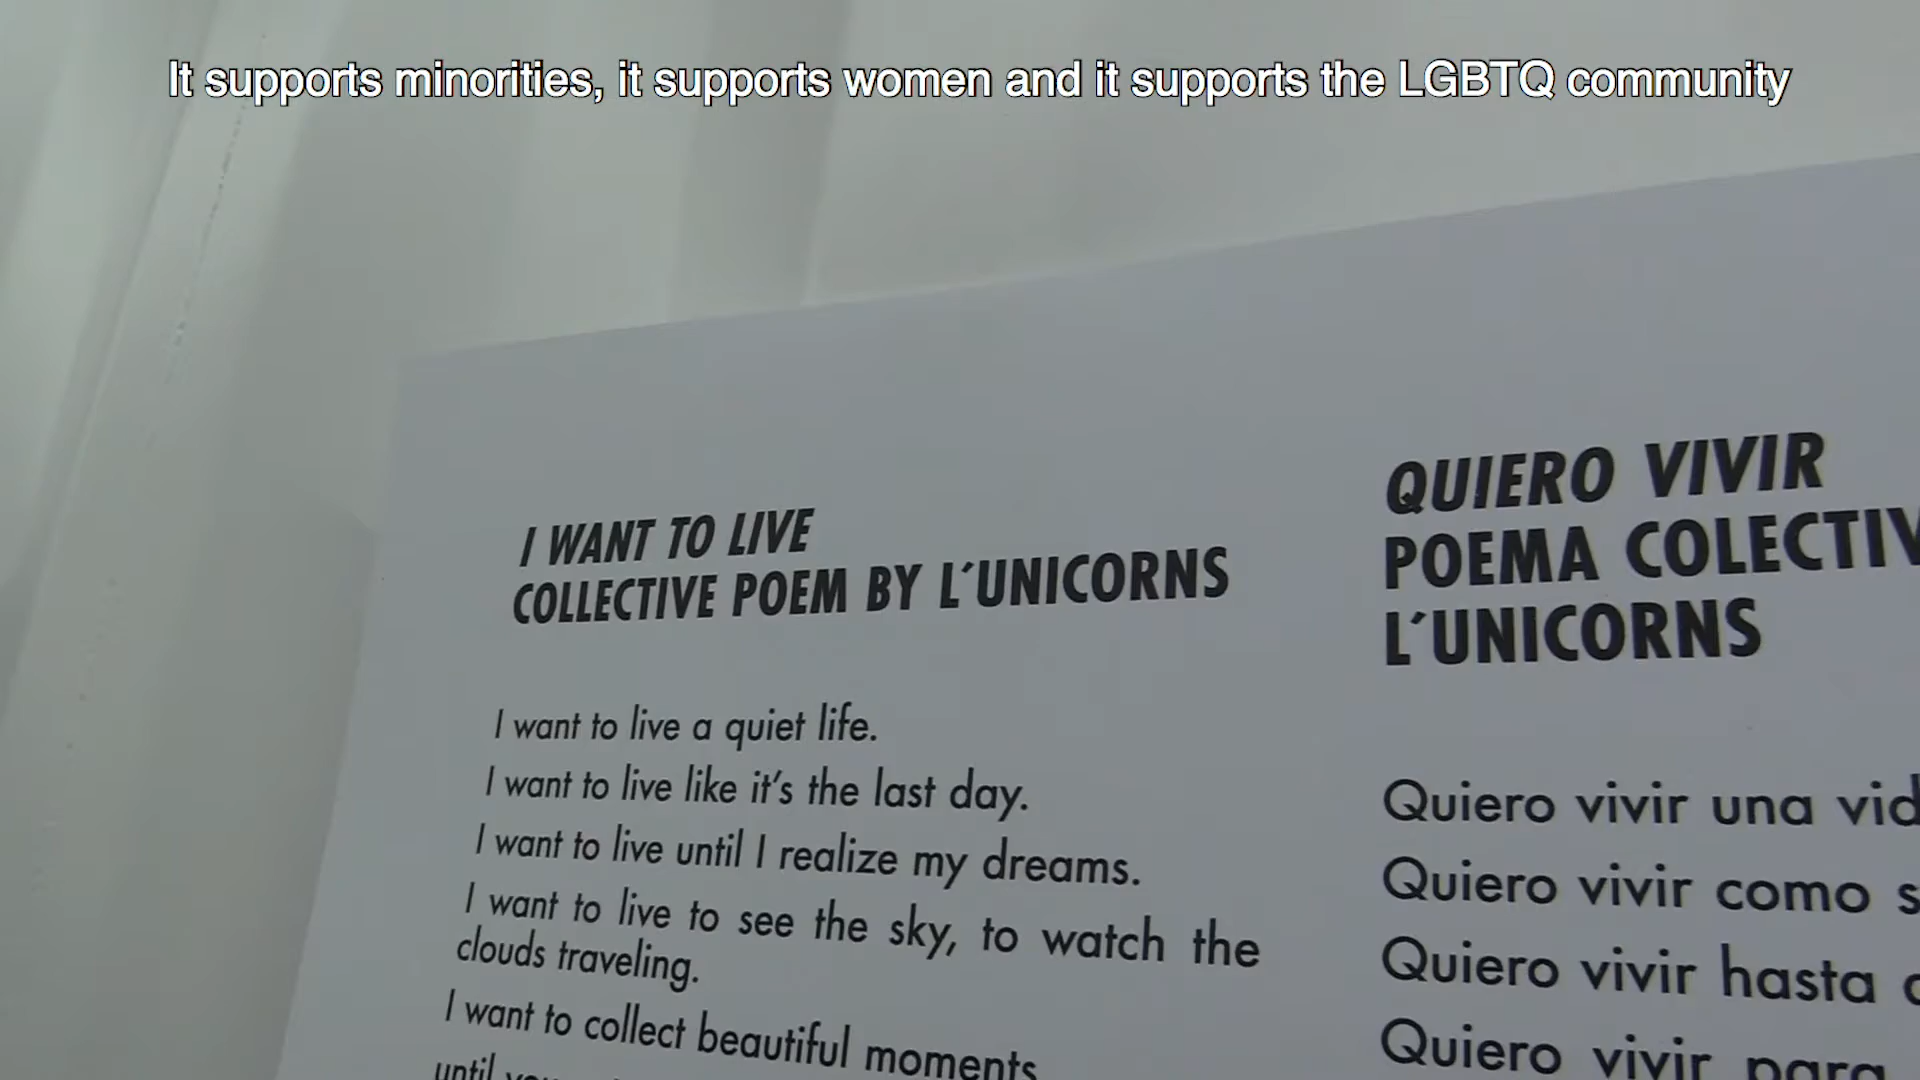 It supports minorities, it supports women and it supports the LGBTQ community
I WANT TO LIVE
COLLECTIVE POEM BY L´UNICORNS
I want to live a quiet life.
I want to live like it's the last day.
I want to live until I realize my dreams.
I want to live to see the sky, to watch the
clouds traveling.
I want to collect beautiful moments
until
QUIERO VIVIR
POEMA
L´UNICORNS
Quiero vivir una
Quiero vivir como
Quiero vivir hasta
Quiero vivir para